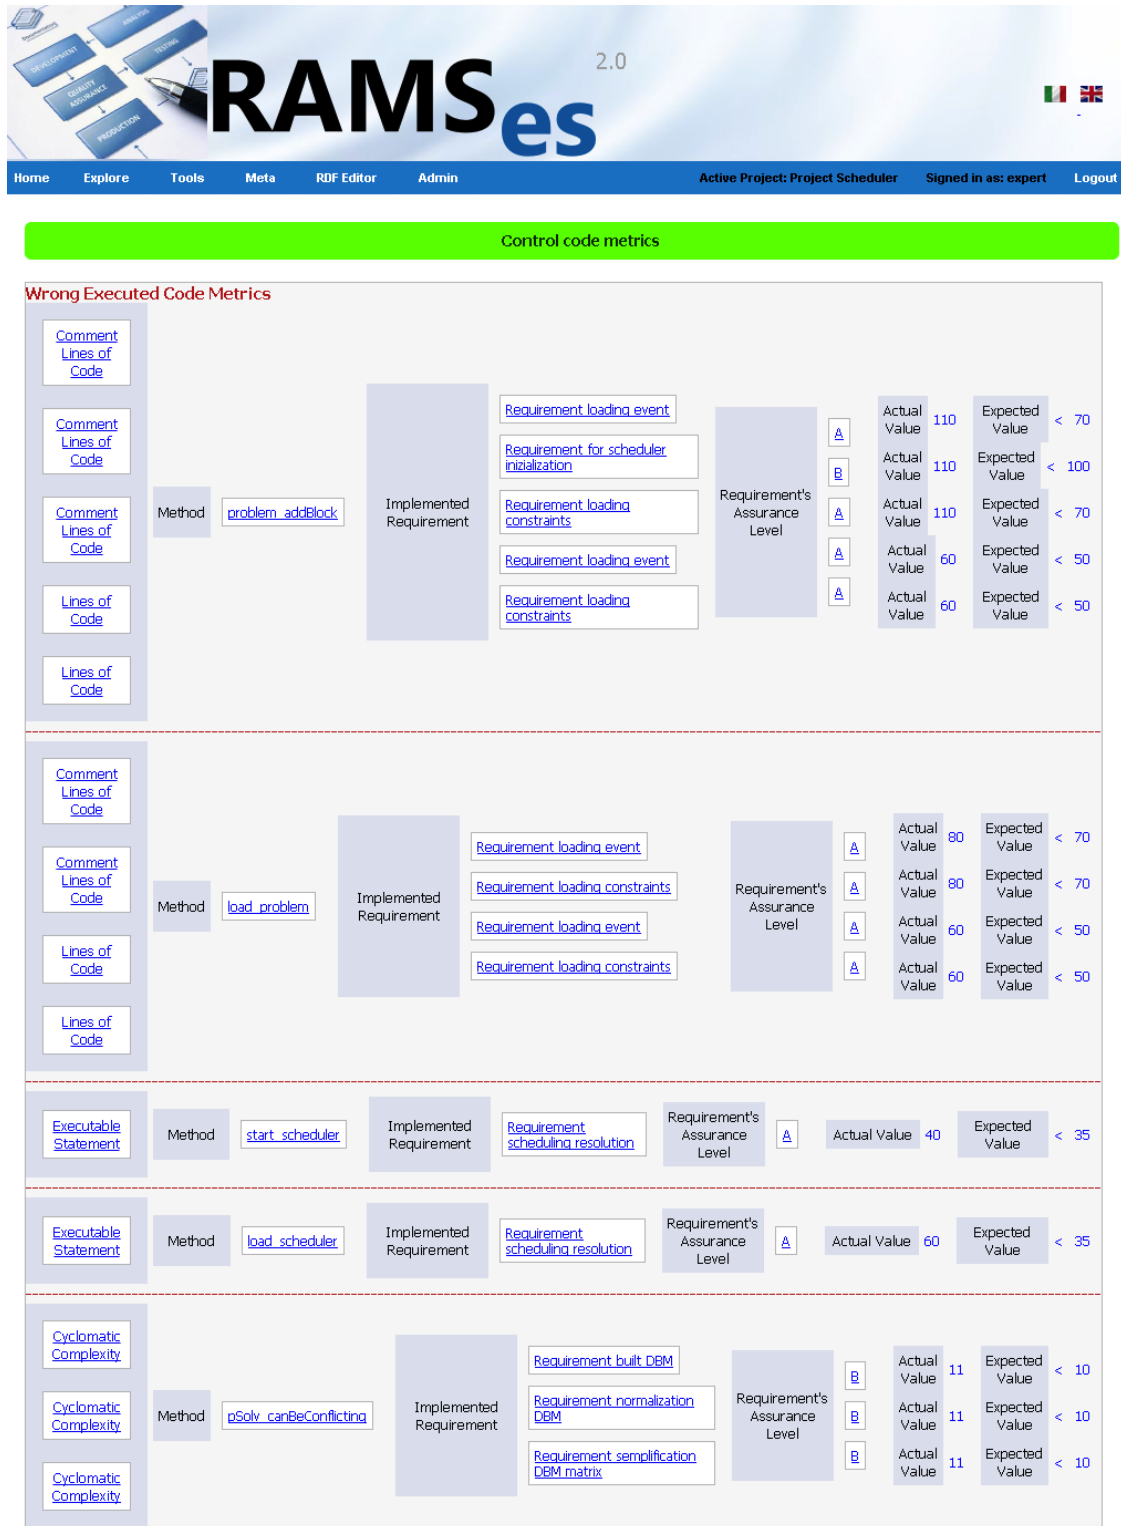 Documentation
ANALYSIS
DEVELOPMENT
TESTING
QUALITY
ASSURANCE
PRODUCTION
RAMSes
2.0
Home Explore Tools Meta RDF Editor Admin Active Project: Project Scheduler Signed in as: expert Logout
Control code metrics
Wrong Executed Code Metrics
Comment
Lines of
Code
Comment
Lines of
Code
Comment
Lines of
Code
Lines of
Code
Lines of
Code
Method
problem_addBlock
Implemented
Requirement
Requirement loading event
Requirement for scheduler
inizialization
Requirement loading
constraints
Requirement loading event
Requirement loading
constraints
Requirement's
Assurance
Level
A
B
A
A
A
Actual
Value 110 Expected
Value < 70
Actual
Value 110 Expected
Value < 100
Actual
Value 110 Expected
Value < 70
Actual
Value 60 Expected
Value < 50
Actual
Value 60 Expected
Value < 50
Comment
Lines of
Code
Comment
Lines of
Code
Lines of
Code
Lines of
Code
Method
load_problem
Implemented
Requirement
Requirement loading event
Requirement loading constraints
Requirement loading event
Requirement loading constraints
Requirement's
Assurance
Level
A
A
A
A
Actual
Value 80 Expected
Value < 70
Actual
Value 80 Expected
Value < 70
Actual
Value 60 Expected
Value < 50
Actual
Value 60 Expected
Value < 50
Executable
Statement
Method
start_scheduler
Implemented
Requirement
Requirement
scheduling resolution
Requirement's
Assurance
Level
A
Actual Value 40
Expected
Value < 35
Executable
Statement
Method
load_scheduler
Implemented
Requirement
Requirement
scheduling resolution
Requirement's
Assurance
Level
A
Actual Value 60
Expected
Value < 35
Cyclomatic
Complexity
Cyclomatic
Complexity
Cyclomatic
Complexity
Method
pSolv_canBeConflicting
Implemented
Requirement
Requirement built DBM
Requirement normalization
DBM
Requirement semplification
DBM matrix
Requirement's
Assurance
Level
B
B
B
Actual
Value 11 Expected
Value < 10
Actual
Value 11 Expected
Value < 10
Actual
Value 11 Expected
Value < 10